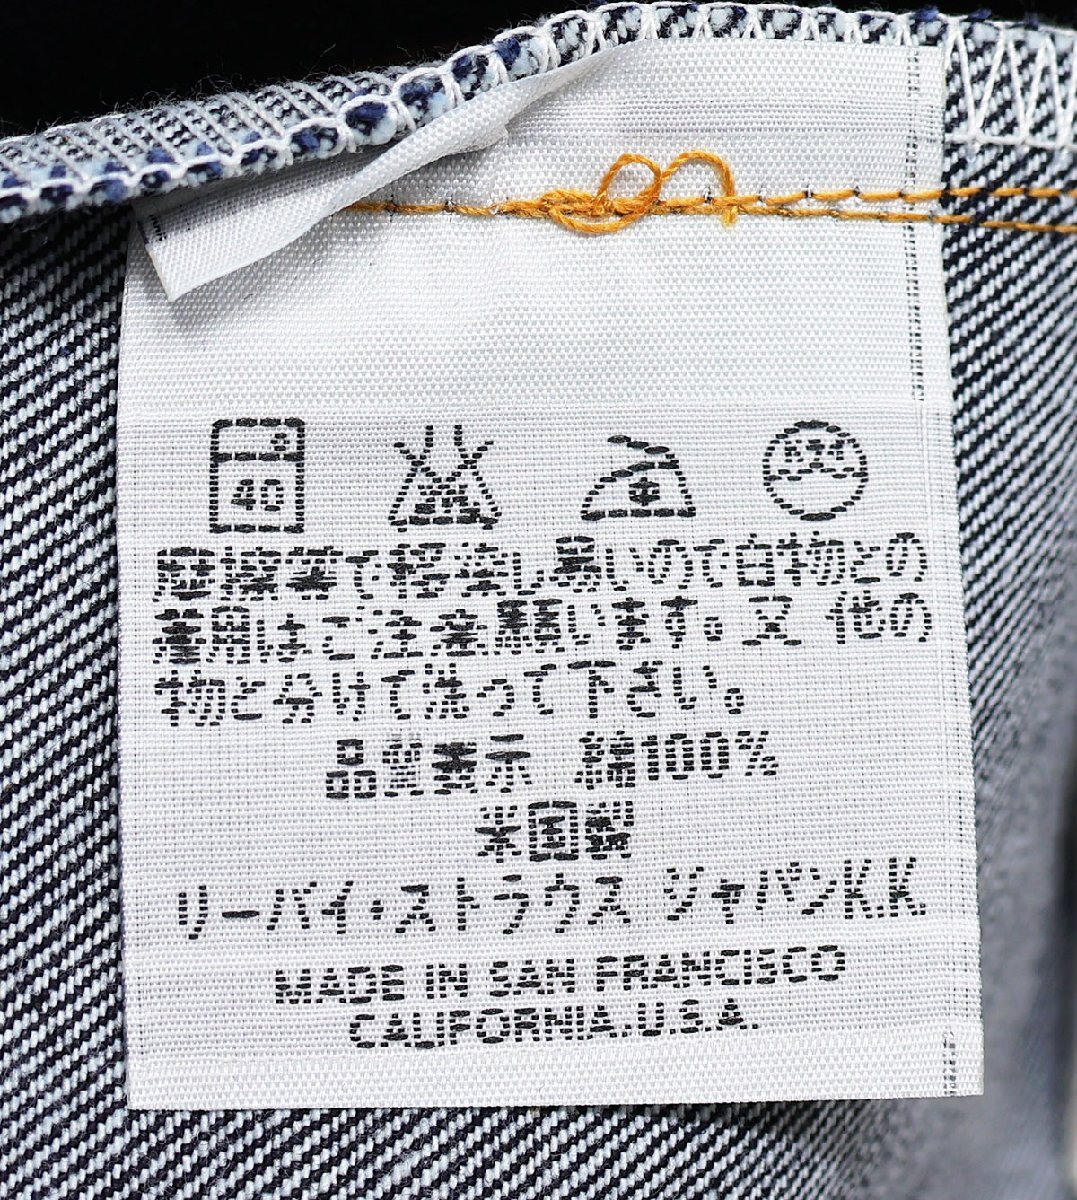 40 中
摩擦等で移染し易いので白物との
着用はご注意願います。又 他の
物と分けて洗って下さい。
品質表示 綿100%
米国製
リーバイ・ストラウス ジャパンK.K
MADE IN SAN FRANCISCO
CALIFORNIA.U.S.A.